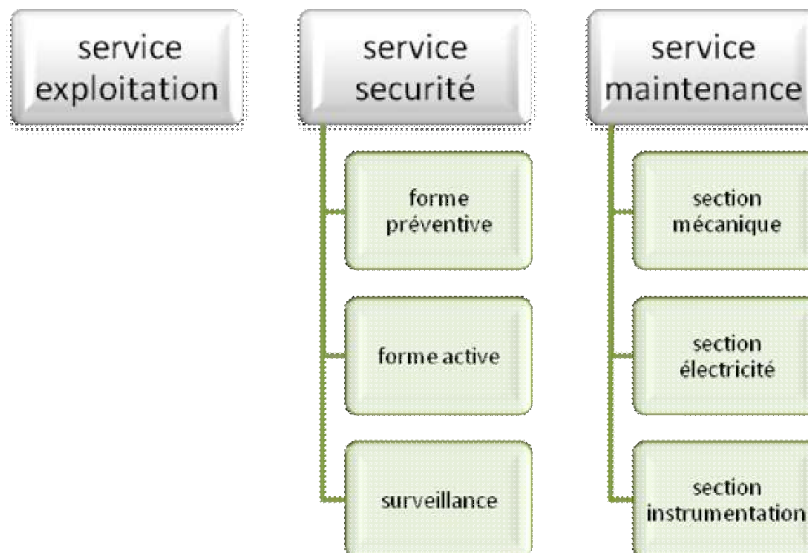 service
exploitation
service
securité
forme
préventive
forme active
surveillance
service
maintenance
section
mécanique
section
électricité
section
instrumentation